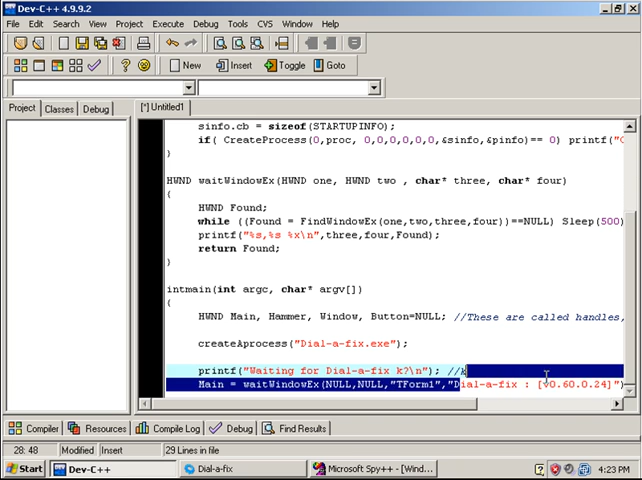 Dev-C++ 4.9.9.2
File Edit Search View Project Execute Debug Tools CVS Window Help
New Insert Toggle Goto
Project Classes Debug [*] Untitled1
sinfo.cb = sizeof(STARTUPINFO);
if( CreateProcess(0,proc, 0,0,0,0,0,0,&sinfo,&pinfo)== 0) printf("C
)
HWND waitWindowEx(HWND one, HWND two , char* three, char* four)
(
HWND Found;
while ((Found = FindWindowEx(one,two,three,four))==NULL) Sleep(500)
printf("%s,%s %x\n",three,four,Found);
return Found;
)
intmain(int argc, char* argv[])
(
HWND Main, Hammer, Window, Button=NULL; //These are called handles,
createAprocess("Dial-a-fix.exe");
printf("Waiting for Dial-a-fix k?\n"); //k
Main = waitWindowEx(NULL,NULL,"TForm1","Dial-a-fix : [v0.60.0.24]")
Compiler Resources Compile Log Debug Find Results
28: 48 Modified Insert 29 Lines in file
Start Dev-C++ Dial-a-fix Microsoft Spy++ - [Wind... 4:23 PM